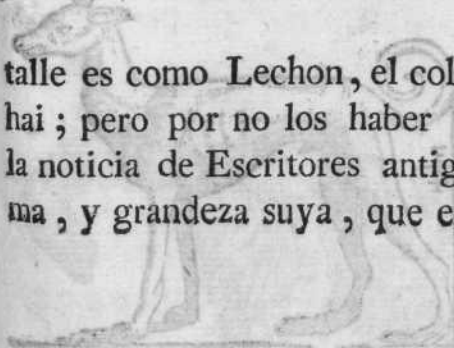 talle es como Lechon, el col
hai ; pero por no los haber
la noticia de Escritores antig
ma , y grandeza suya , que e